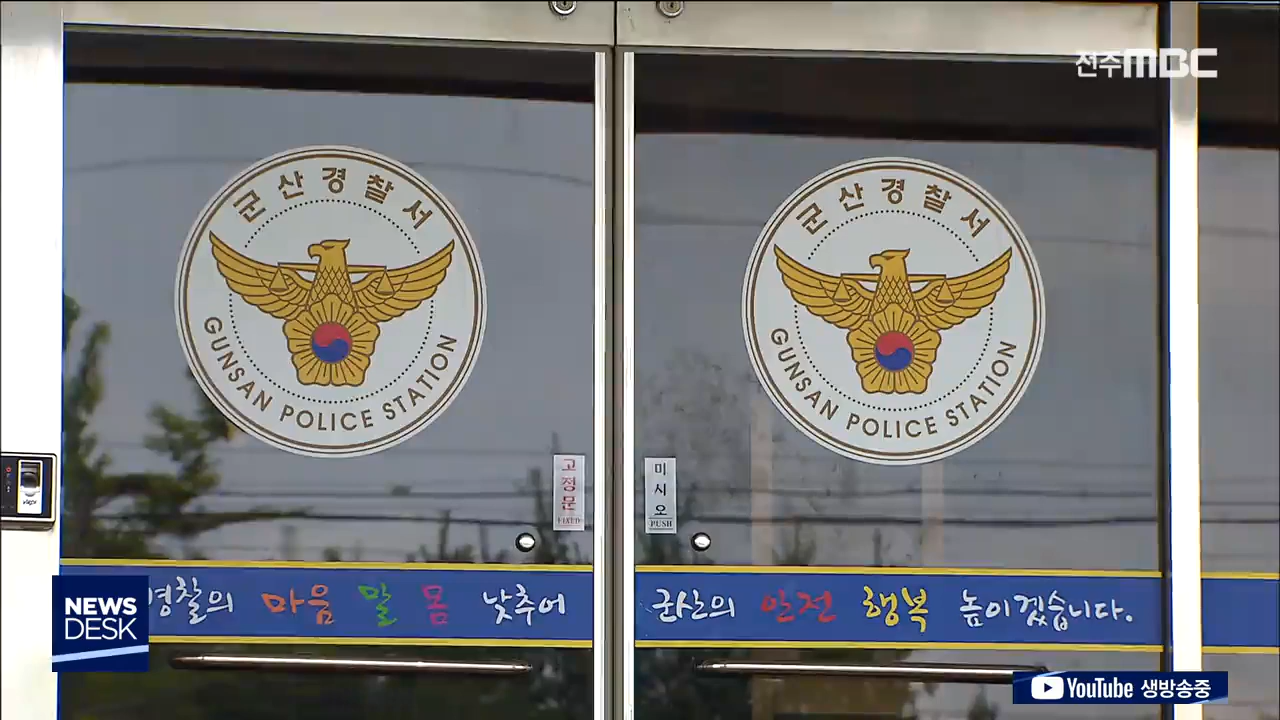 전주MBC
군산경찰서
GUNSAN POLICE STATION
군산경찰서
GUNSAN POLICE STATION
고정문
FIXED
미시오
PUSH
경찰의 마음 말 몸 낮추어
군산의 안전 행복 높이겠습니다.
NEWS
DESK
YouTube 생방송중